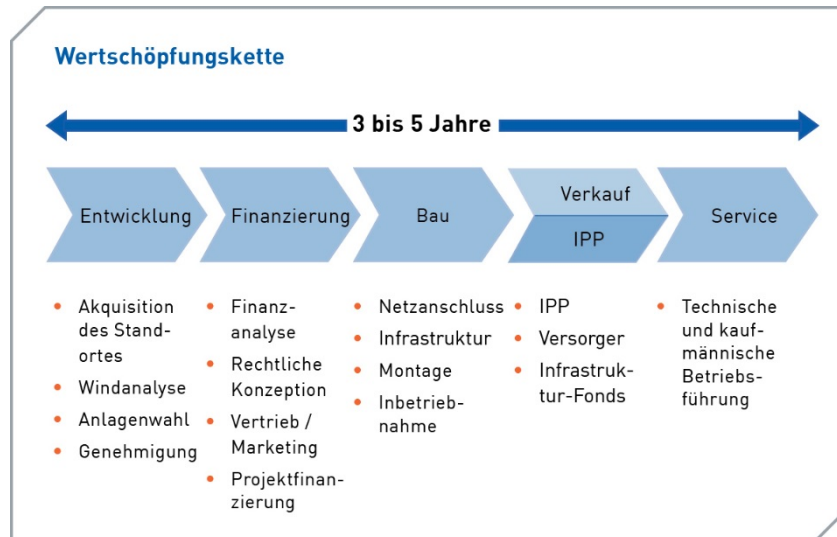 Wertschöpfungskette
3 bis 5 Jahre
Entwicklung
Finanzierung
Bau
Verkauf
IPP
Service
• Akquisition
des Stand-
ortes
• Windanalyse
• Anlagenwahl
• Genehmigung
• Finanz-
analyse
• Rechtliche
Konzeption
• Vertrieb /
Marketing
• Projektfinan-
zierung
• Netzanschluss
• Infrastruktur
• Montage
• Inbetrieb-
nahme
• IPP
• Versorger
• Infrastruk-
tur-Fonds
• Technische
und kauf-
männische
Betriebs-
führung